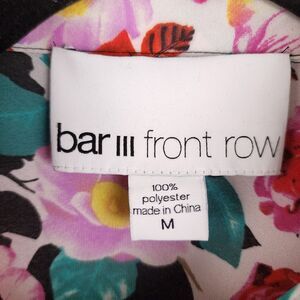 bar III front row
100%
polyester
made in China
M